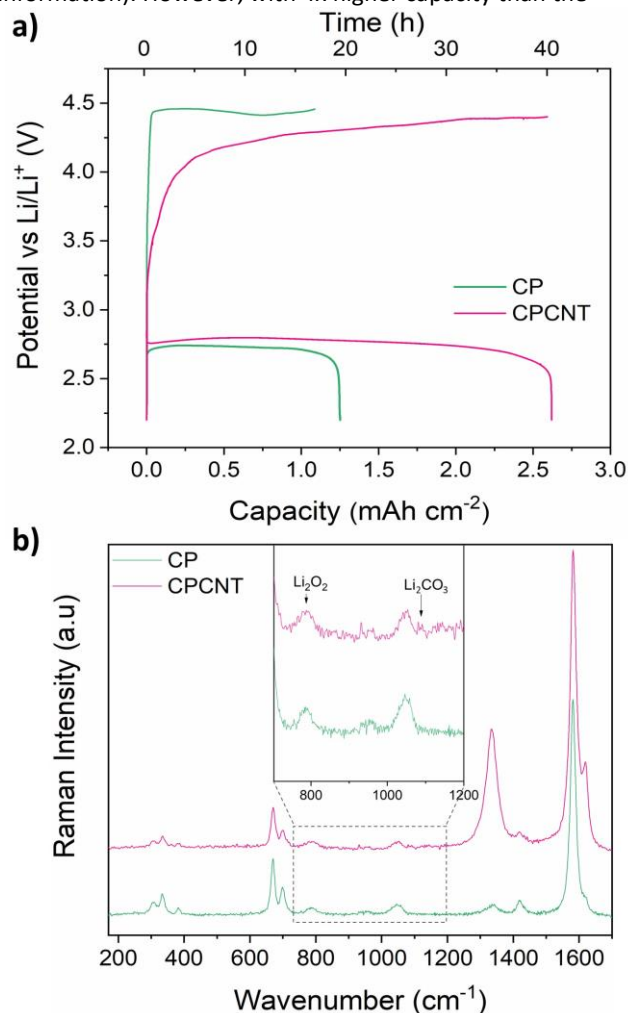 information). However, with 4x higher capacity than the
a)
Time (h)
0 10 20 30 40
Potential vs Li/Li⁺ (V)
4.5
4.0
3.5
3.0
2.5
2.0
CP
CPCNT
0.0 0.5 1.0 1.5 2.0 2.5 3.0
Capacity (mAh cm⁻²)
b)
CP
CPCNT
Li₂O₂
Li₂CO₃
800 1000 1200
Raman Intensity (a.u)
200 400 600 800 1000 1200 1400 1600
Wavenumber (cm⁻¹)